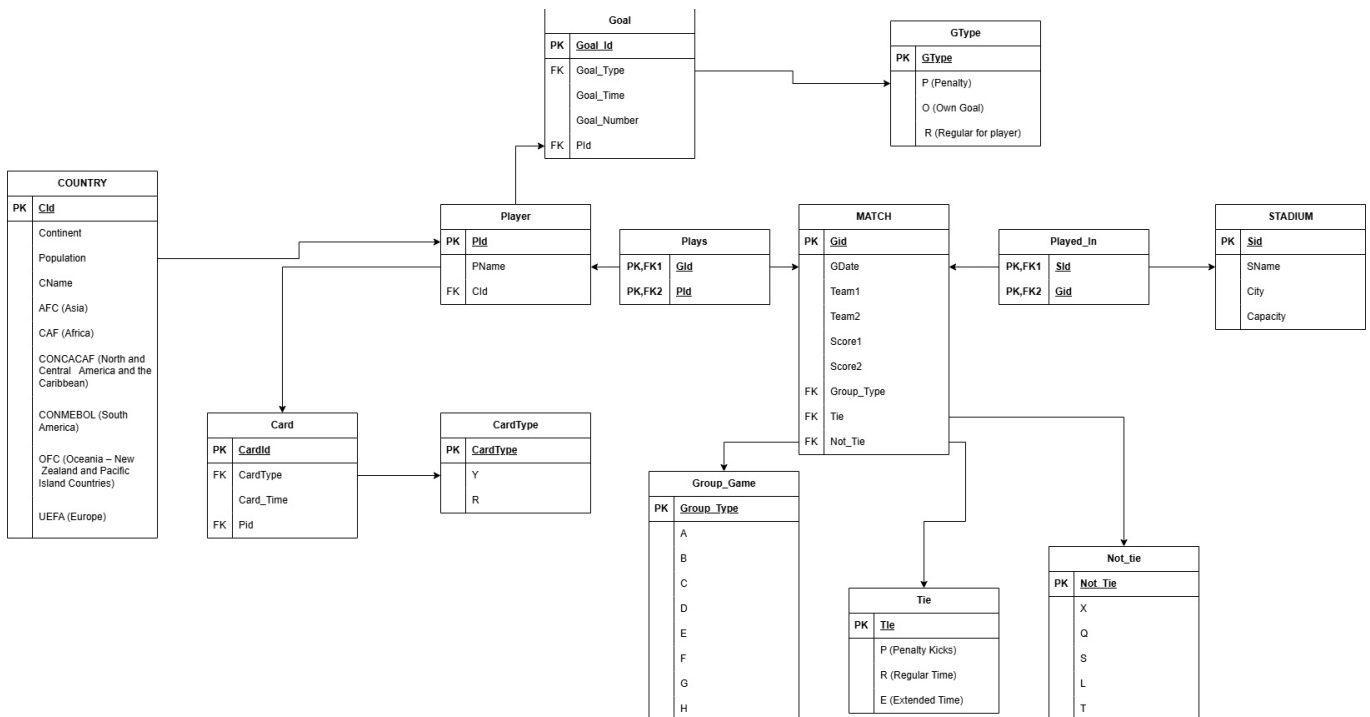 Goal
PK Goal_Id
FK Goal_Type
Goal_Time
Goal_Number
FK PId
GType
PK GType
P (Penalty)
O (Own Goal)
R (Regular for player)
COUNTRY
PK CId
Continent
Population
CName
AFC (Asia)
CAF (Africa)
CONCACAF (North and
Central America and the
Caribbean)
CONMEBOL (South
America)
OFC (Oceania – New
Zealand and Pacific
Island Countries)
UEFA (Europe)
Player
PK PId
PName
FK CId
Plays
PK,FK1 GId
PK,FK2 PId
MATCH
PK Gid
GDate
Team1
Team2
Score1
Score2
FK Group_Type
FK Tie
FK Not_Tie
Played_In
PK,FK1 SId
PK,FK2 Gid
STADIUM
PK Sid
SName
City
Capacity
Card
PK CardId
FK CardType
Card_Time
FK Pid
CardType
PK CardType
Y
R
Group_Game
PK Group_Type
A
B
C
D
E
F
G
H
Tie
PK TIe
P (Penalty Kicks)
R (Regular Time)
E (Extended Time)
Not_tie
PK Not_Tie
X
Q
S
L
T